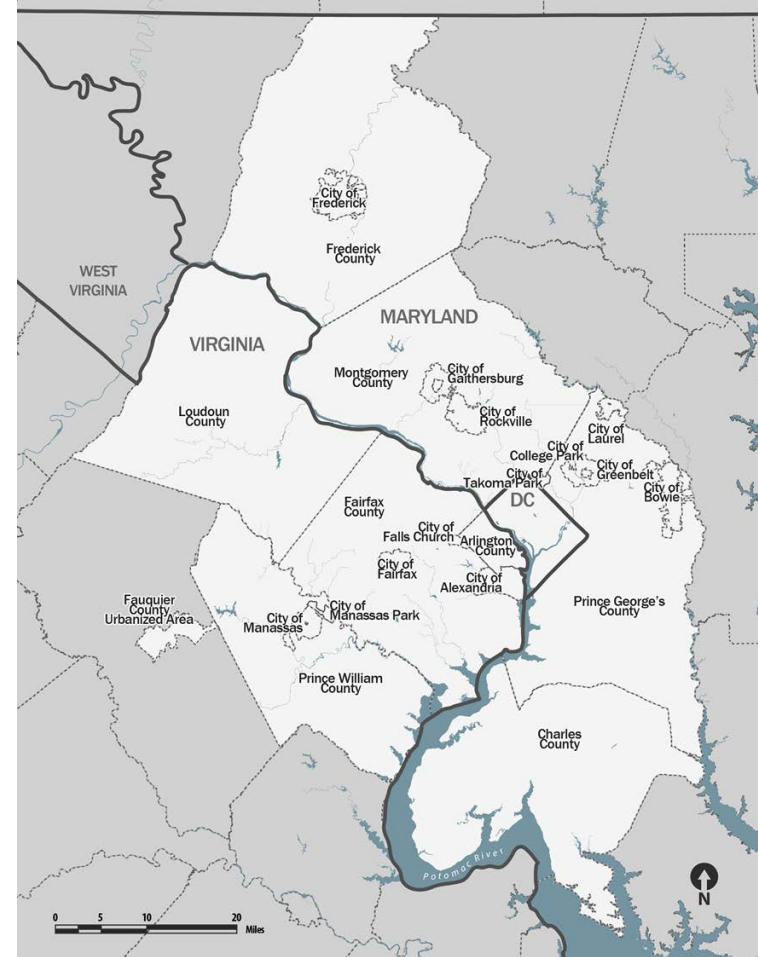 City of
Frederick
Frederick
County
WEST
VIRGINIA
MARYLAND
VIRGINIA
Montgomery
County
City of
Gaithersburg
Loudoun
County
City of
Rockville
City of
Laurel
City of
College Park
City of
Greenbelt
City of
Takoma Park
City of
Bowie
DC
Fairfax
County
City of
Falls Church
Arlington
County
City of
Fairfax
City of
Alexandria
Fauquier
County
Urbanized Area
City of
Manassas
City of
Manassas Park
Prince George's
County
Prince William
County
Charles
County
Potomac River
N
0 5 10 20
Miles